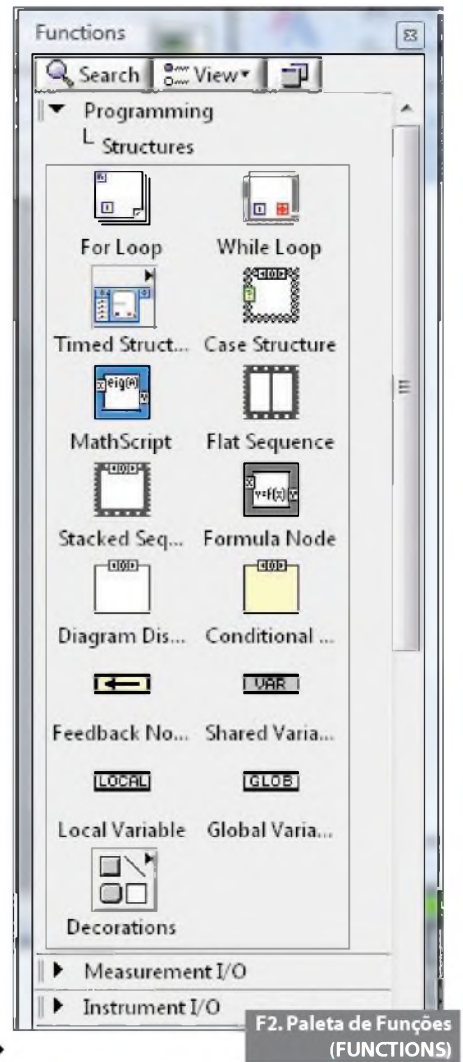 Functions
Search View
Programming
Structures
For Loop While Loop
Timed Struct... Case Structure
eig(A)
MathScript Flat Sequence
y=f(x)
Stacked Seq... Formula Node
Diagram Dis... Conditional ...
VAR
Feedback No... Shared Varia...
LOCAL GLOB
Local Variable Global Varia...
Decorations
Measurement I/O
Instrument I/O
F2. Paleta de Funções
(FUNCTIONS)